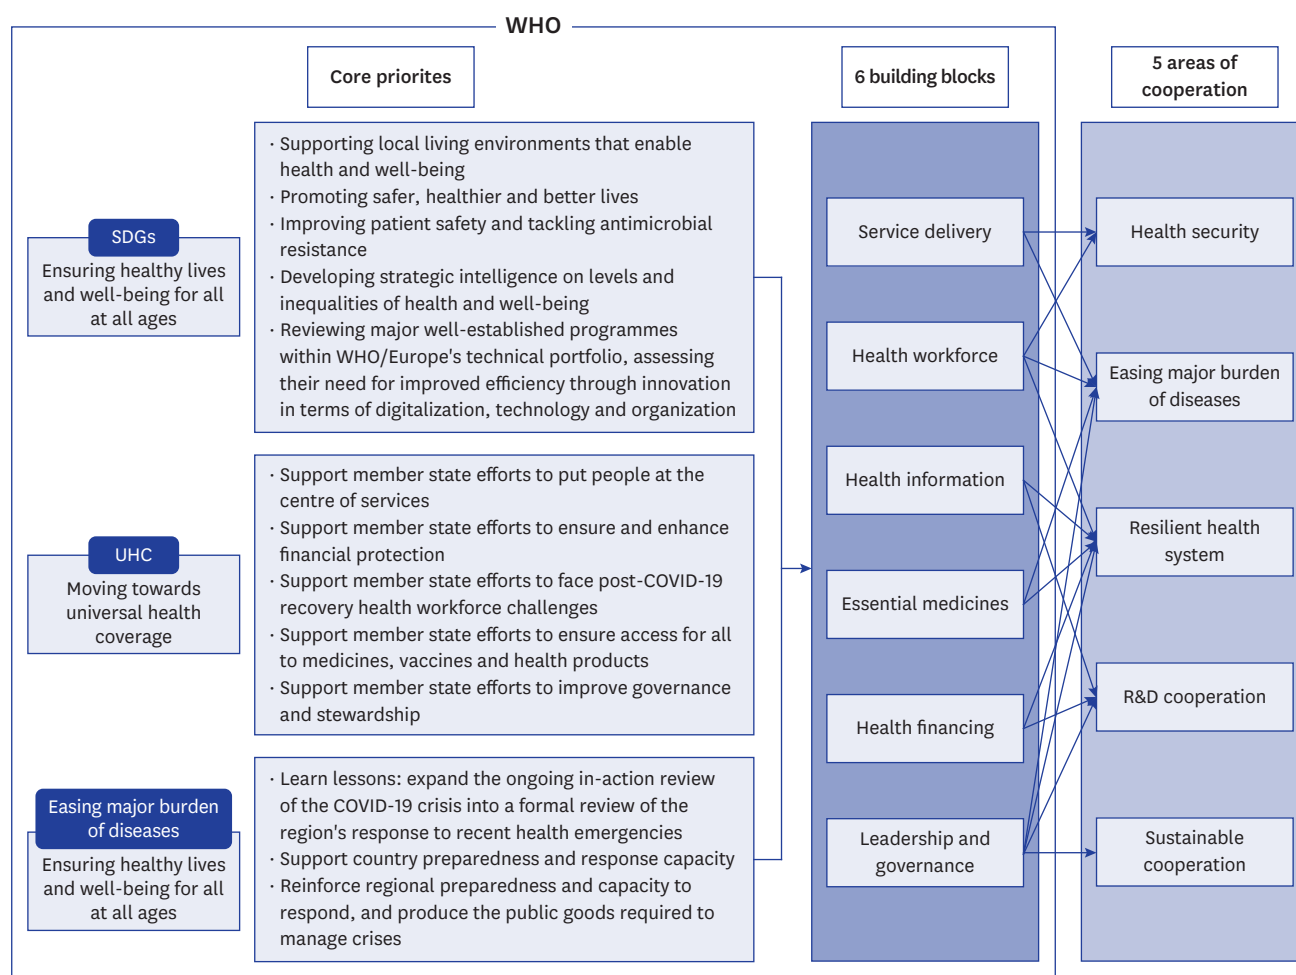 WHO
Core priorites
6 building blocks
5 areas of
cooperation
SDGs
Ensuring healthy lives
and well-being for all
at all ages
· Supporting local living environments that enable
health and well-being
· Promoting safer, healthier and better lives
· Improving patient safety and tackling antimicrobial
resistance
· Developing strategic intelligence on levels and
inequalities of health and well-being
· Reviewing major well-established programmes
within WHO/Europe's technical portfolio, assessing
their need for improved efficiency through innovation
in terms of digitalization, technology and organization
UHC
Moving towards
universal health
coverage
· Support member state efforts to put people at the
centre of services
· Support member state efforts to ensure and enhance
financial protection
· Support member state efforts to face post-COVID-19
recovery health workforce challenges
· Support member state efforts to ensure access for all
to medicines, vaccines and health products
· Support member state efforts to improve governance
and stewardship
Easing major burden
of diseases
Ensuring healthy lives
and well-being for all
at all ages
· Learn lessons: expand the ongoing in-action review
of the COVID-19 crisis into a formal review of the
region's response to recent health emergencies
· Support country preparedness and response capacity
· Reinforce regional preparedness and capacity to
respond, and produce the public goods required to
manage crises
Service delivery
Health workforce
Health information
Essential medicines
Health financing
Leadership and
governance
Health security
Easing major burden
of diseases
Resilient health
system
R&D cooperation
Sustainable
cooperation